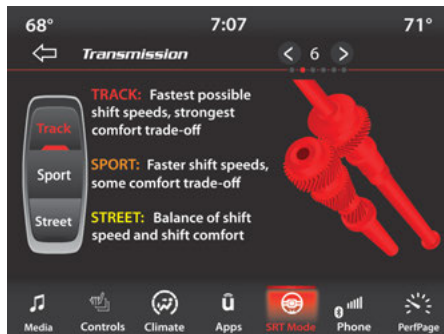 68° 7:07 71°
Transmission < 6 >
TRACK: Fastest possible
shift speeds, strongest
comfort trade-off
Track
Sport
Street
SPORT: Faster shift speeds,
some comfort trade-off
STREET: Balance of shift
speed and shift comfort
Media Controls Climate Apps SRT Mode Phone PerfPage